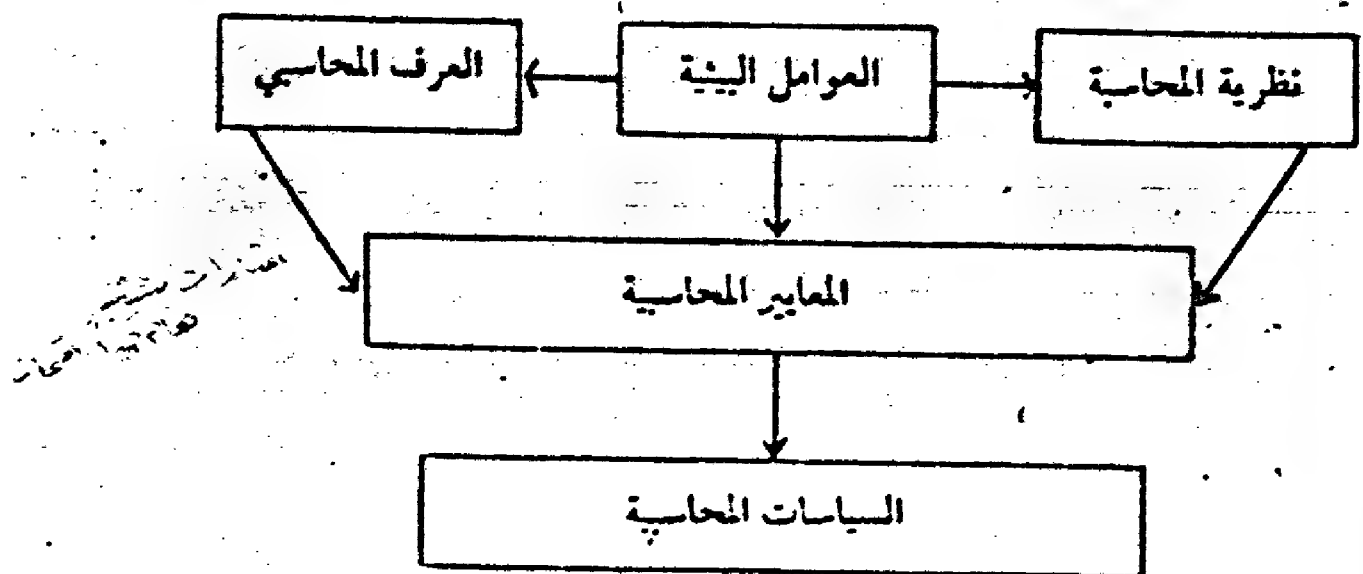 نظرية المحاسبة
العوامل البيئية
العرف المحاسبي
المعايير المحاسبية
السياسات المحاسبية